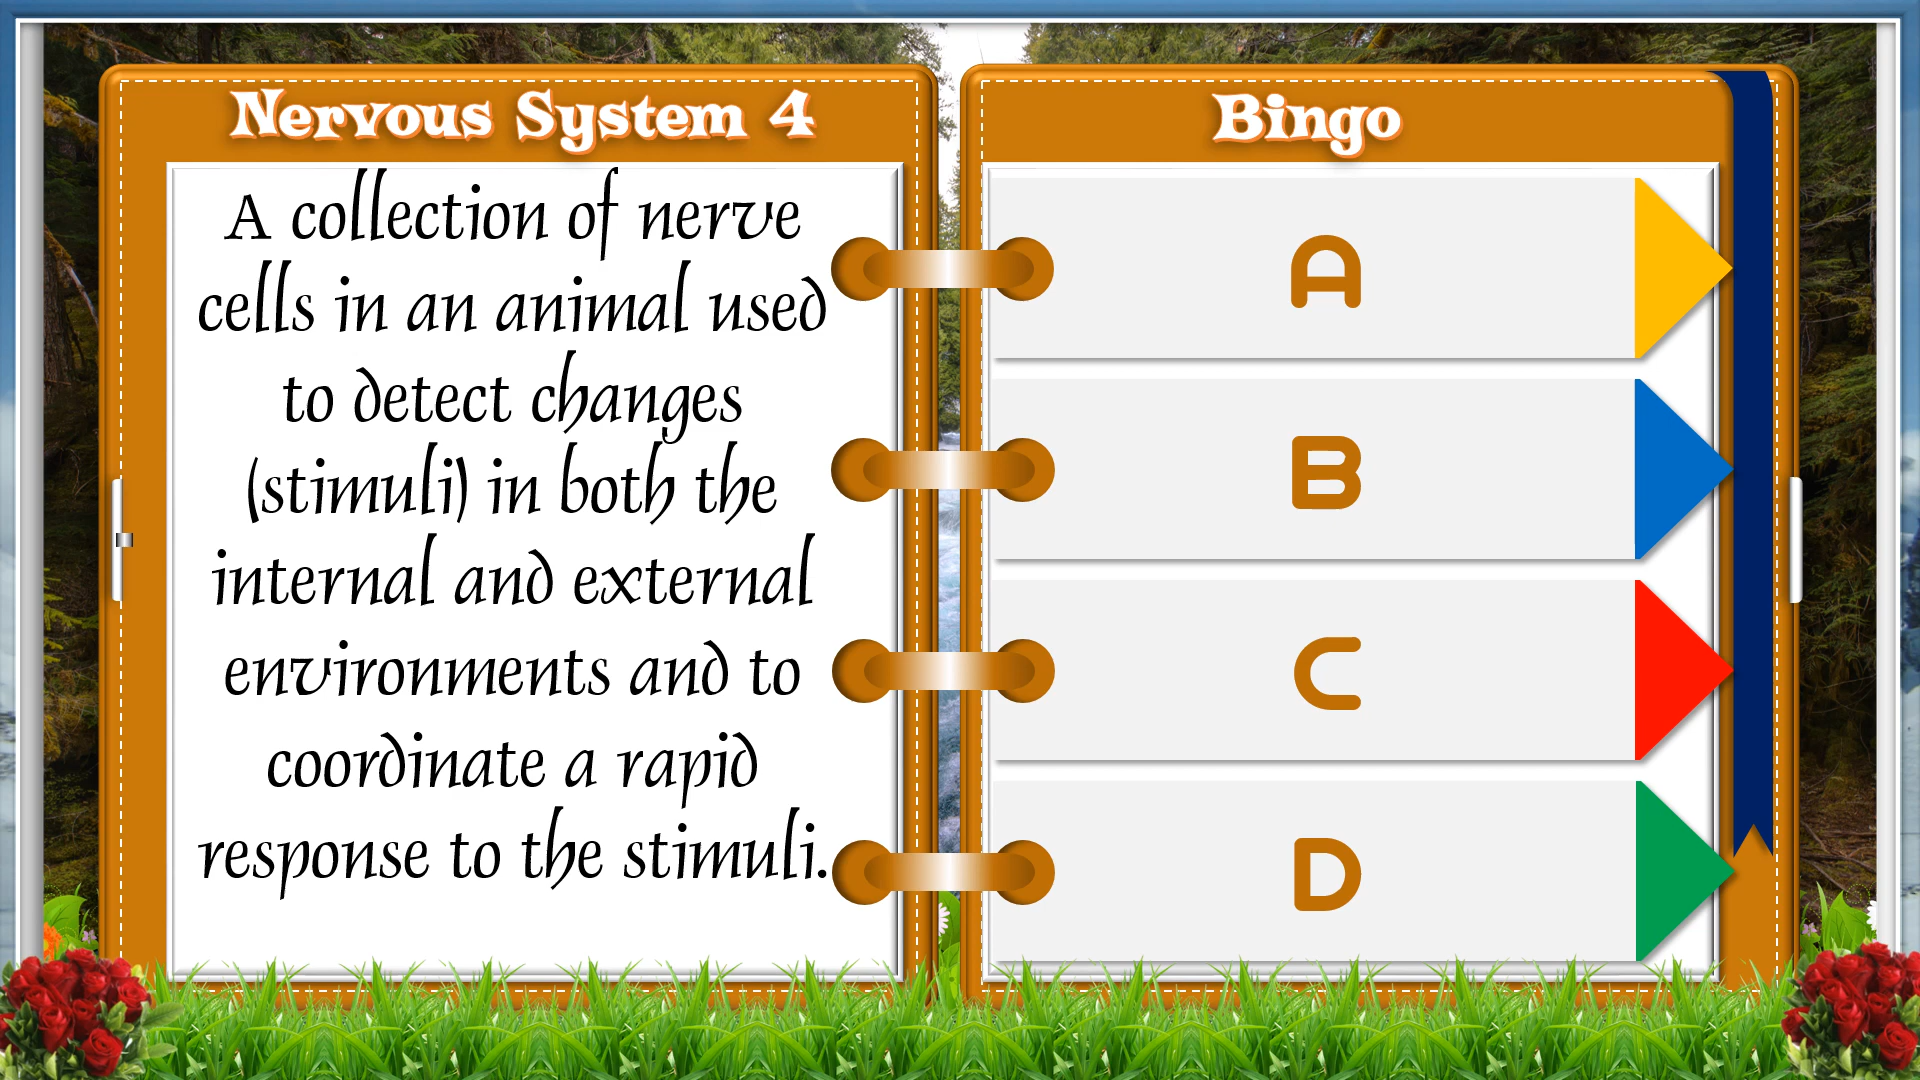 Nervous System 4
A collection of nerve
cells in an animal used
to detect changes
(stimuli) in both the
internal and external
environments and to
coordinate a rapid
response to the stimuli.
Bingo
A
B
C
D